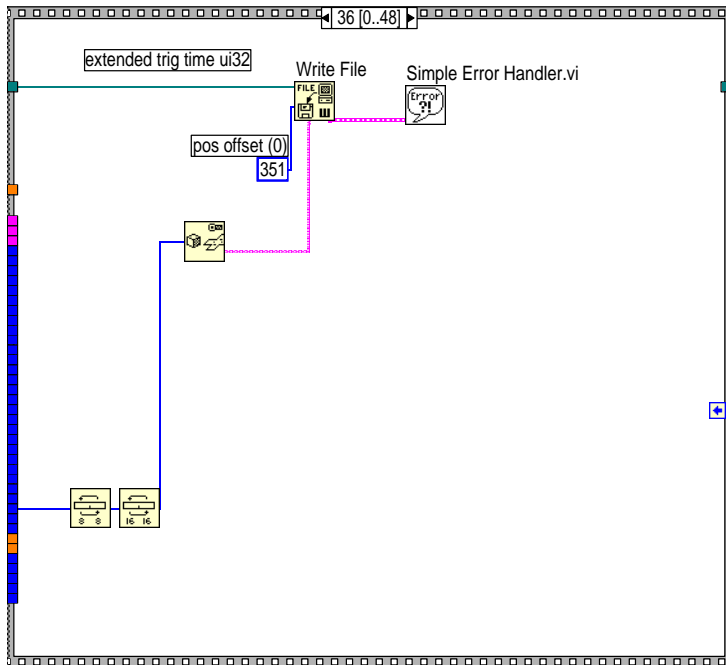 36 [0..48]
extended trig time ui32
Write File
Simple Error Handler.vi
FILE
Error
?!
pos offset (0)
351
8 8
16 16